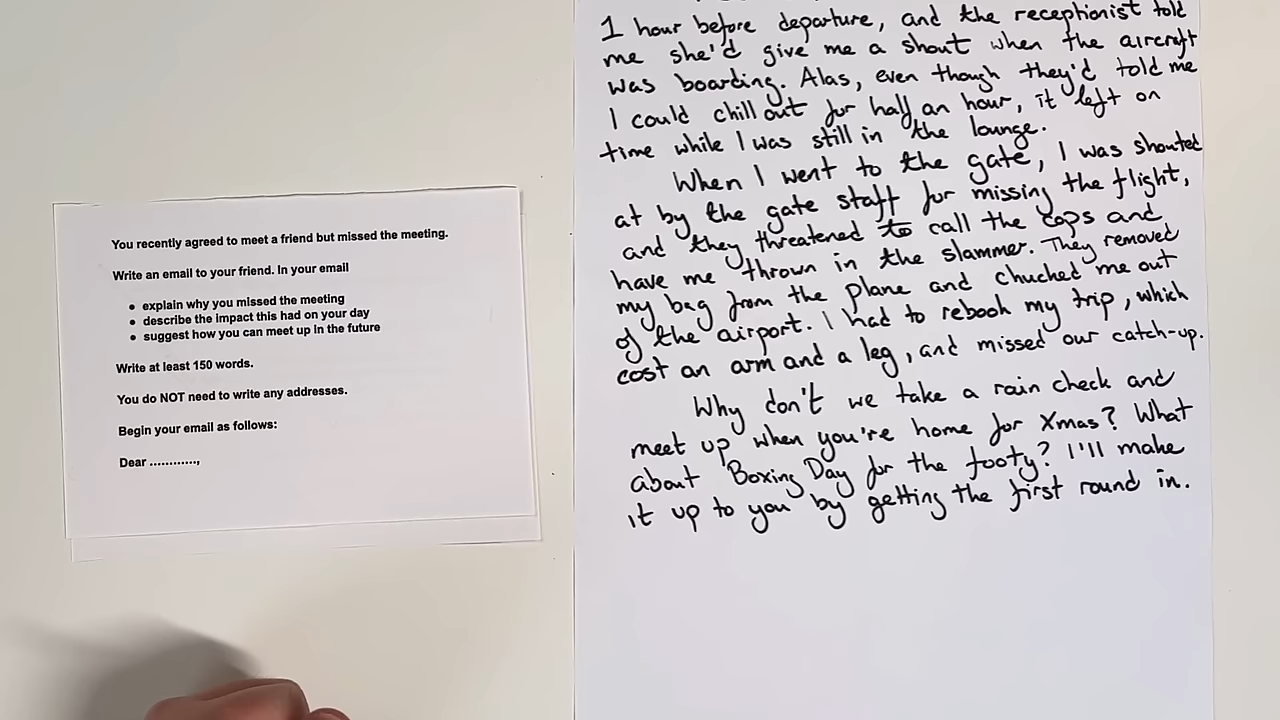 You recently agreed to meet a friend but missed the meeting.
Write an email to your friend. In your email
• explain why you missed the meeting
• describe the impact this had on your day
• suggest how you can meet up in the future
Write at least 150 words.
You do NOT need to write any addresses.
Begin your email as follows:
Dear ............,
1 hour before departure, and the receptionist told
me she'd give me a shout when the aircraft
was boarding. Alas, even though they'd told me
I could chill out for half an hour, it left on
time while I was still in the lounge.
When I went to the gate, I was shouted
at by the gate staff for missing the flight,
and they threatened to call the cops and
have me thrown in the slammer. They removed
my bag from the plane and chucked me out
of the airport. I had to rebook my trip, which
cost an arm and a leg, and missed our catch-up.
Why don't we take a rain check and
meet up when you're home for Xmas? What
about Boxing Day for the footy? I'll make
it up to you by getting the first round in.